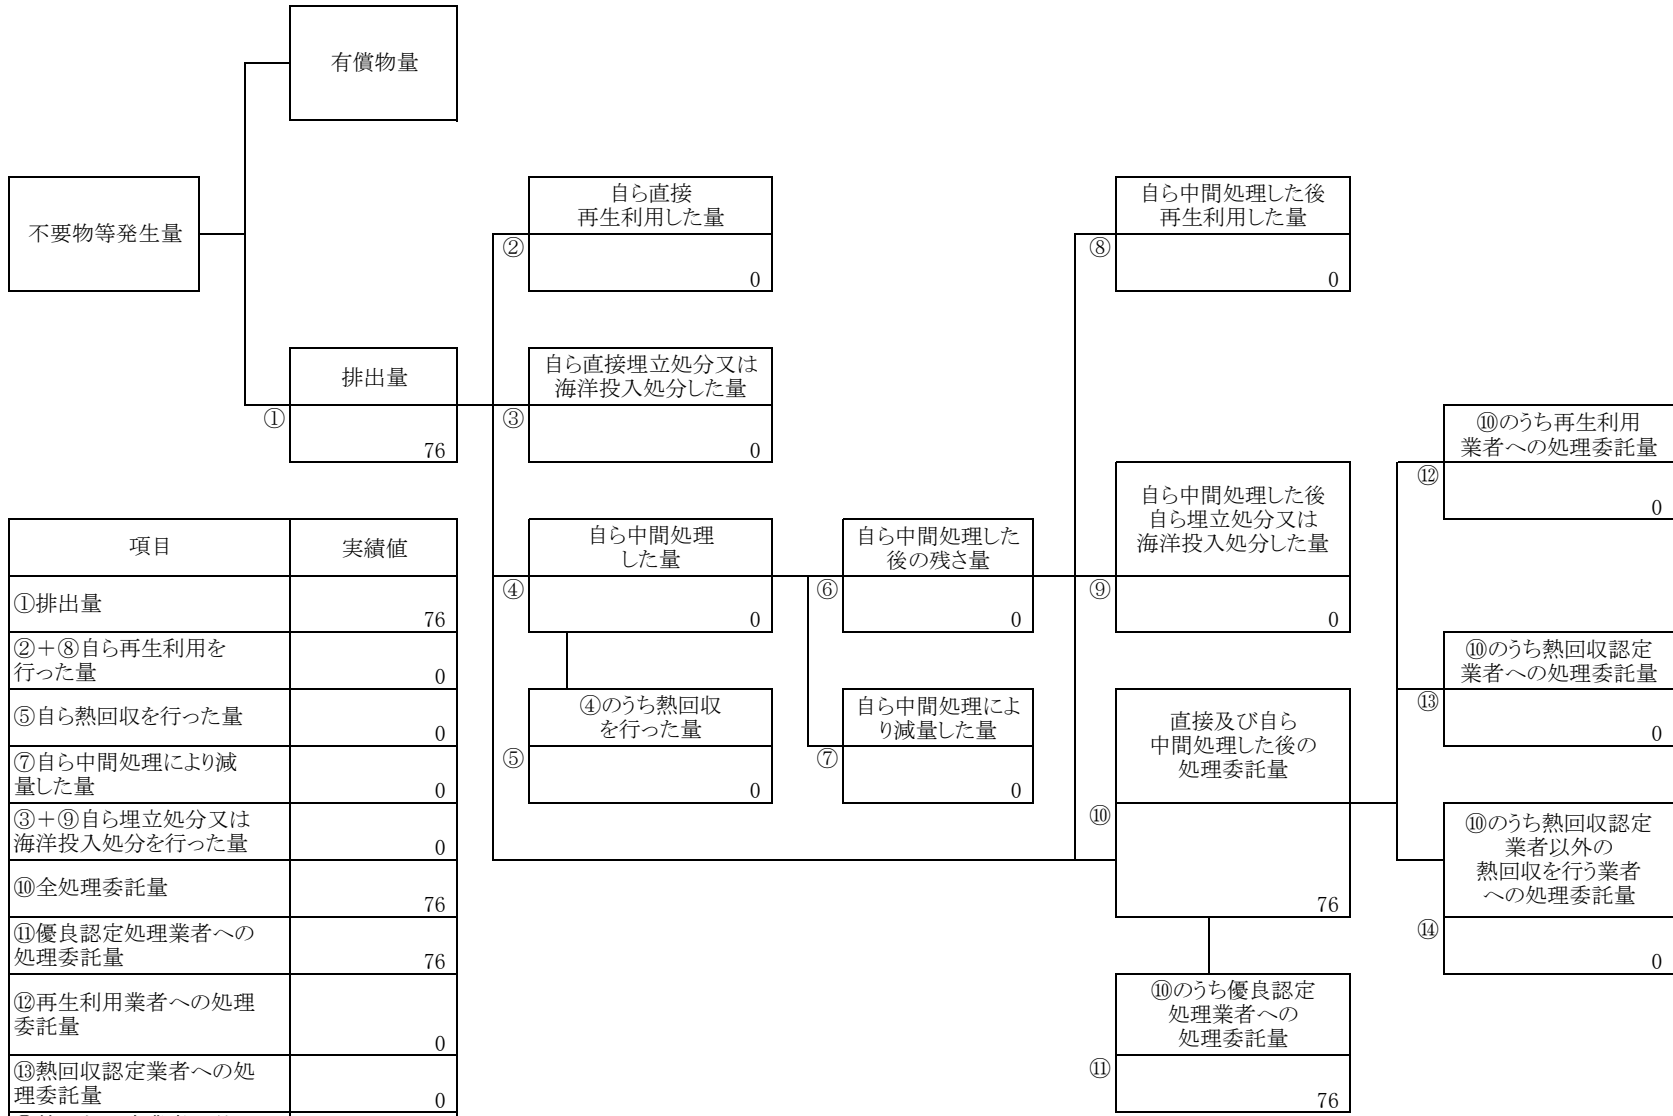 有償物量
不要物等発生量
自ら直接
再生利用した量
②
0
自ら中間処理した後
再生利用した量
⑧
0
排出量
①
76
自ら直接埋立処分又は
海洋投入処分した量
③
0
⑩のうち再生利用
業者への処理委託量
⑫
0
自ら中間処理
した量
④
0
自ら中間処理した
後の残さ量
⑥
0
自ら中間処理した後
自ら埋立処分又は
海洋投入処分した量
⑨
0
⑩のうち熱回収認定
業者への処理委託量
⑬
0
④のうち熱回収
を行った量
⑤
0
自ら中間処理によ
り減量した量
⑦
0
直接及び自ら
中間処理した後の
処理委託量
⑩
76
⑩のうち熱回収認定
業者以外の
熱回収を行う業者
への処理委託量
⑭
0
⑩のうち優良認定
処理業者への
処理委託量
⑪
76
項目 実績値
①排出量
76
②+⑧自ら再生利用を
行った量
0
⑤自ら熱回収を行った量
0
⑦自ら中間処理により減
量した量
0
③+⑨自ら埋立処分又は
海洋投入処分を行った量
0
⑩全処理委託量
76
⑪優良認定処理業者への
処理委託量
76
⑫再生利用業者への処理
委託量
0
⑬熱回収認定業者への処
理委託量
0